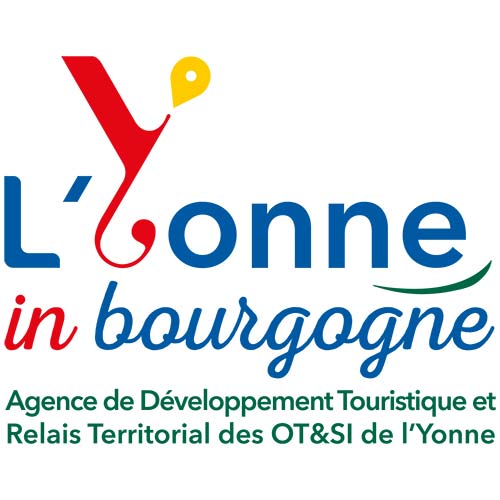 L'Yonne
in bourgogne
Agence de Développement Touristique et
Relais Territorial des OT&SI de l'Yonne